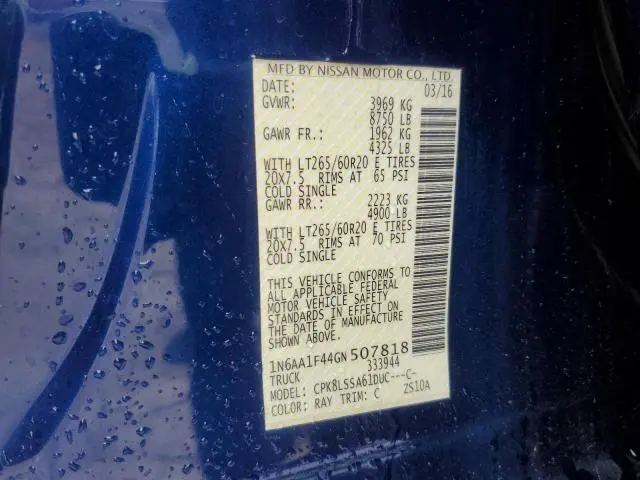 MFD BY NISSAN MOTOR CO., LTD.
DATE: 03/16
GVWR: 3969 KG
8750 LB
GAWR FR.: 1962 KG
4325 LB
WITH LT265/60R20 E TIRES
20X7.5 RIMS AT 65 PSI
COLD SINGLE
GAWR RR.: 2223 KG
4900 LB
WITH LT265/60R20 E TIRES
20X7.5 RIMS AT 70 PSI
COLD SINGLE
THIS VEHICLE CONFORMS TO
ALL APPLICABLE FEDERAL
MOTOR VEHICLE SAFETY
STANDARDS IN EFFECT ON
THE DATE OF MANUFACTURE
SHOWN ABOVE.
1N6AA1F44GN507818
TRUCK 333944
MODEL: CPK8LSSA61DUC---C-
COLOR: RAY TRIM: C ZS10A